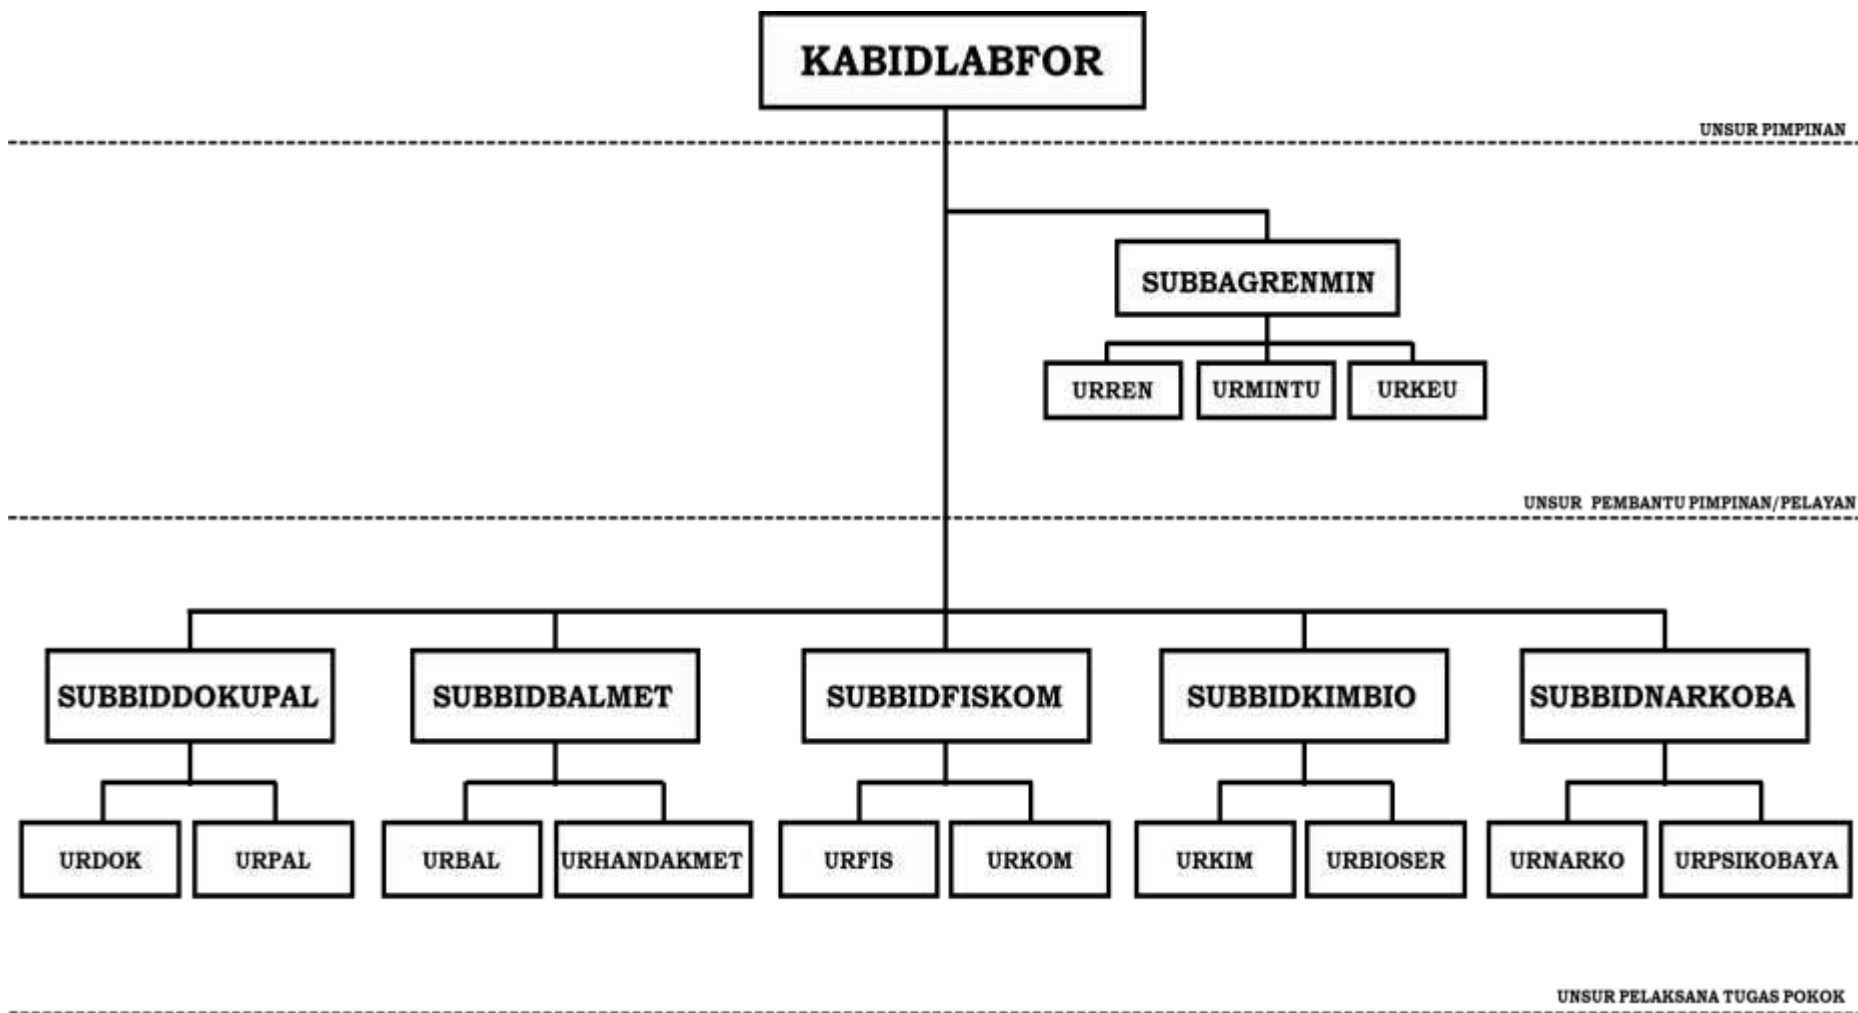 KABIDLABFOR
UNSUR PIMPINAN
SUBBAGRENMIN
URREN
URMINTU
URKEU
UNSUR PEMBANTU PIMPINAN/PELAYAN
SUBBIDDOKUPAL
SUBBIDBALMET
SUBBIDFISKOM
SUBBIDKIMBIO
SUBBIDNARKOBA
URDOK
URPAL
URBAL
URHANDAKMET
URFIS
URKOM
URKIM
URBIOSER
URNARKO
URPSIKOBAYA
UNSUR PELAKSANA TUGAS POKOK